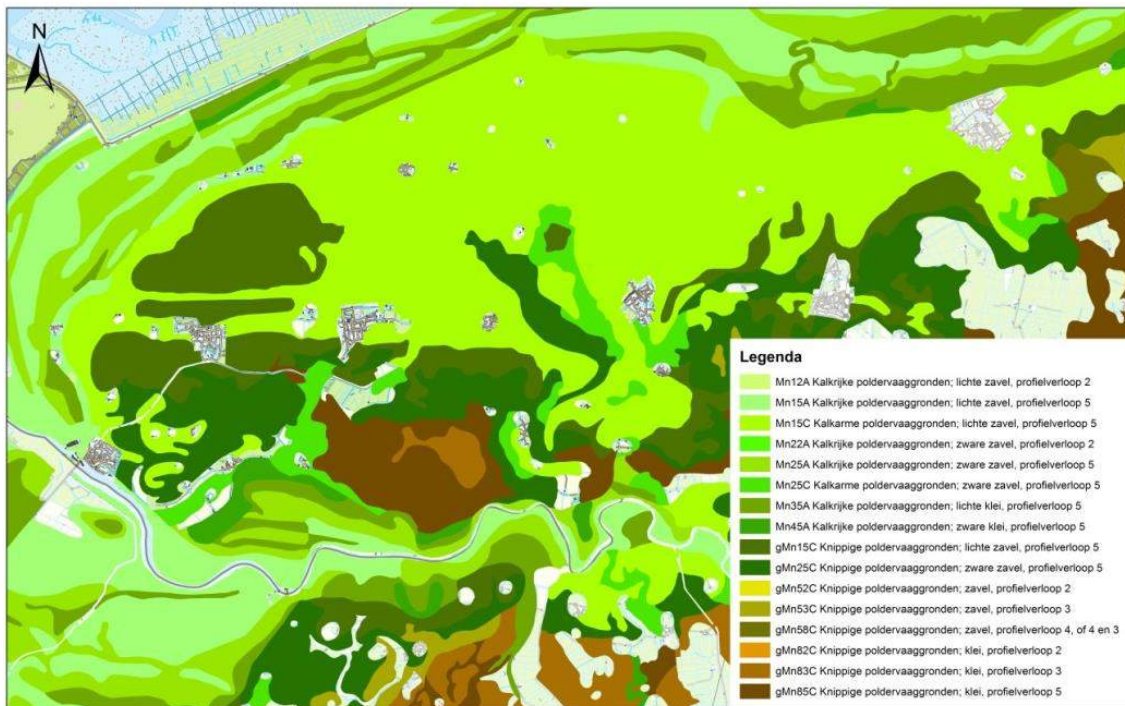 N
Legenda
Mn12A Kalkrijke poldervaaggronden; lichte zavel, profielverloop 2
Mn15A Kalkrijke poldervaaggronden; lichte zavel, profielverloop 5
Mn15C Kalkarme poldervaaggronden; lichte zavel, profielverloop 5
Mn22A Kalkrijke poldervaaggronden; zware zavel, profielverloop 2
Mn25A Kalkrijke poldervaaggronden; zware zavel, profielverloop 5
Mn25C Kalkarme poldervaaggronden; zware zavel, profielverloop 5
Mn35A Kalkrijke poldervaaggronden; lichte klei, profielverloop 5
Mn45A Kalkrijke poldervaaggronden; zware klei, profielverloop 5
gMn15C Knippige poldervaaggronden; lichte zavel, profielverloop 5
gMn25C Knippige poldervaaggronden; zware zavel, profielverloop 5
gMn52C Knippige poldervaaggronden; zavel, profielverloop 2
gMn53C Knippige poldervaaggronden; zavel, profielverloop 3
gMn58C Knippige poldervaaggronden; zavel, profielverloop 4, of 4 en 3
gMn82C Knippige poldervaaggronden; klei, profielverloop 2
gMn83C Knippige poldervaaggronden; klei, profielverloop 3
gMn85C Knippige poldervaaggronden; klei, profielverloop 5